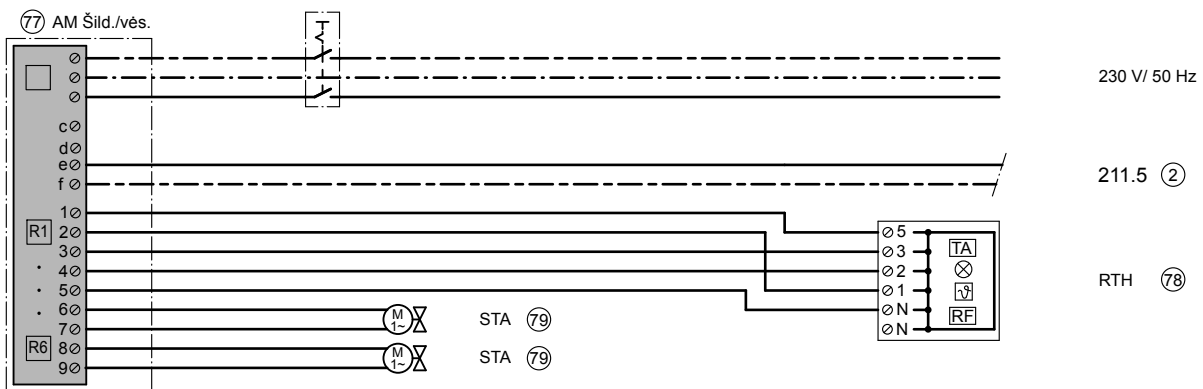 77 AM Šild./vės.
230 V/ 50 Hz
c
d
e
f
211.5 2
1
R1 2
3
4
5
6
7
R6 8
9
5
3 TA
2
1 ϑ
N RF
N
RTH 78
M
1~
STA 79
M
1~
STA 79